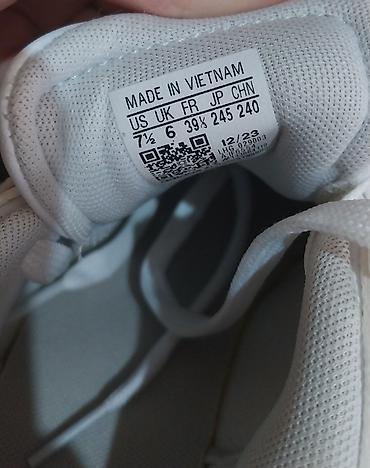 MADE IN VIETNAM
US UK FR JP CHN
7½ 6 39⅓ 245 240
12/23